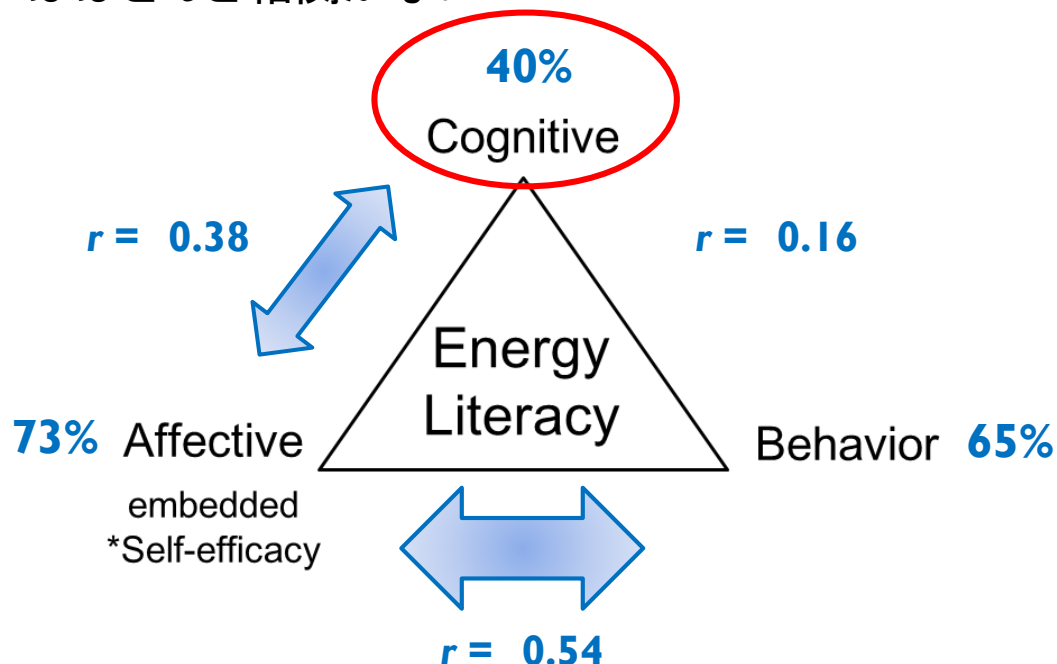 40%
Cognitive
r = 0.38
r = 0.16
Energy
Literacy
73% Affective
Behavior 65%
embedded
*Self-efficacy
r = 0.54